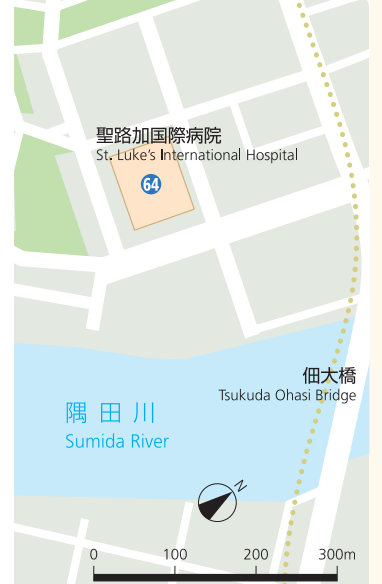 聖路加国際病院
St. Luke's International Hospital
64
佃大橋
Tsukuda Ohasi Bridge
隅田川
Sumida River
N
0 100 200 300m